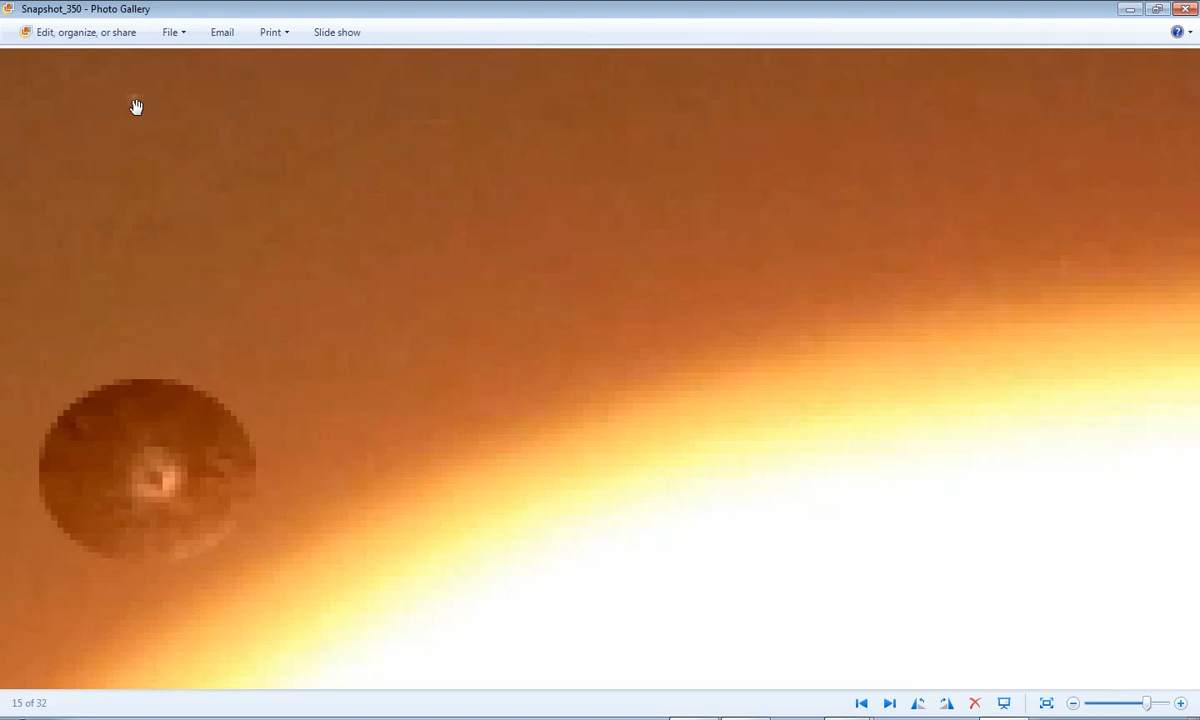 Snapshot_350 - Photo Gallery
Edit, organize, or share File Email Print Slide show
15 of 32